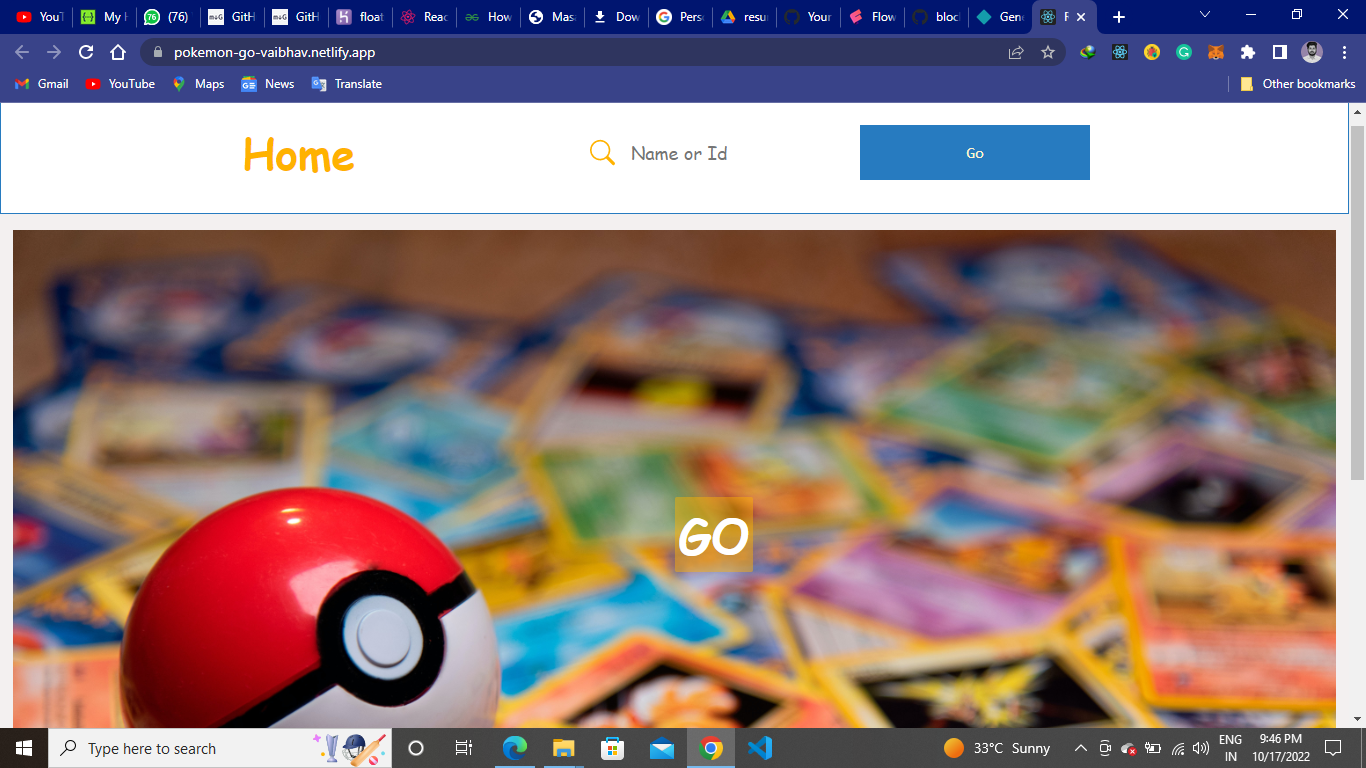 YouT
My H
(76)
GitH
GitH
float
Reac
How
Mas
Dow
Pers
resu
Your
Flow
bloc
Gene
pokemon-go-vaibhav.netlify.app
Gmail
YouTube
Maps
News
Translate
Other bookmarks
Home
Name or Id
Go
GO
Type here to search
33°C Sunny
ENG
IN
9:46 PM
10/17/2022